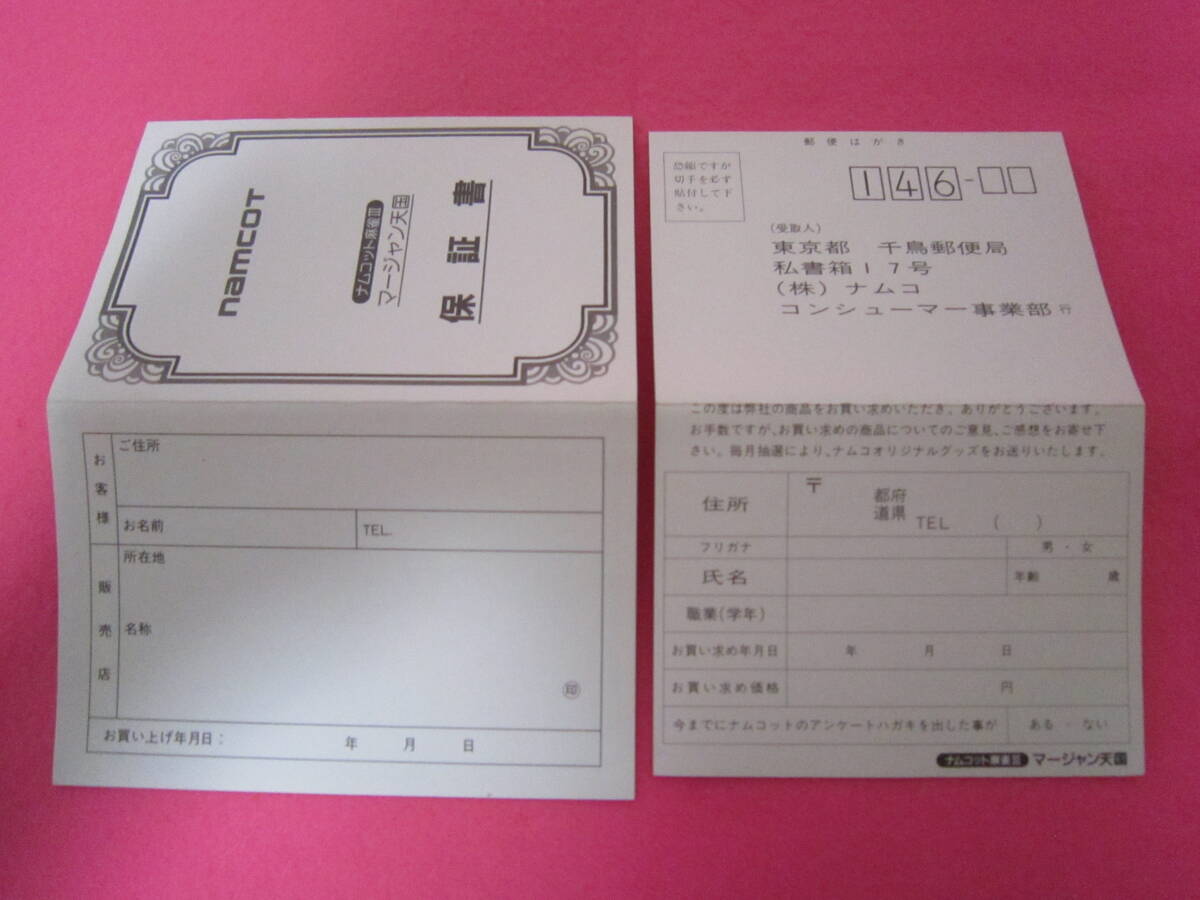 namcot
ナムコット麻雀Ⅲ
マージャン天国
保証書
お客様
ご住所
お名前
TEL.
販売店
所在地
名称
印
お買い上げ年月日： 年 月 日
郵便はがき
恐縮ですが
切手を必ず
貼付して下
さい。
146-
(受取人)
東京都 千鳥郵便局
私書箱17号
(株)ナムコ
コンシューマー事業部 行
この度は弊社の商品をお買い求めいただき、ありがとうございます。
お手数ですが、お買い求めの商品についてのご意見、ご感想をお寄せ下
さい。毎月抽選により、ナムコオリジナルグッズをお送りいたします。
住所
〒
都府
道県
TEL ( )
フリガナ
男・女
氏名
年齢 歳
職業(学年)
お買い求め年月日 年 月 日
お買い求め価格 円
今までにナムコットのアンケートハガキを出した事が ある・ない
ナムコット麻雀Ⅲ マージャン天国